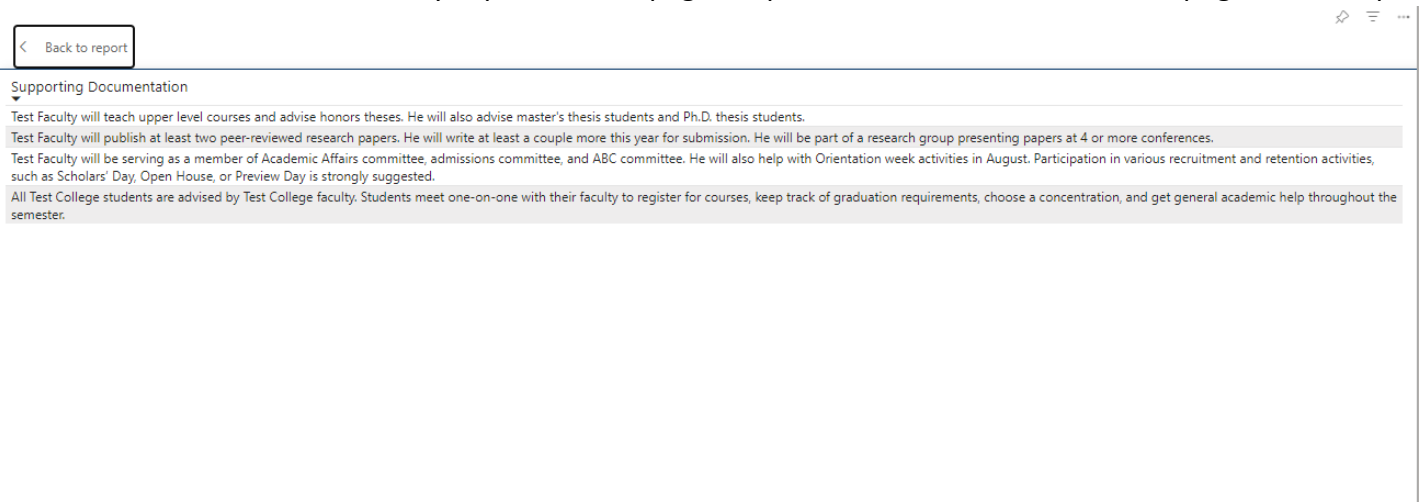 Back to report
Supporting Documentation
Test Faculty will teach upper level courses and advise honors theses. He will also advise master's thesis students and Ph.D. thesis students.
Test Faculty will publish at least two peer-reviewed research papers. He will write at least a couple more this year for submission. He will be part of a research group presenting papers at 4 or more conferences.
Test Faculty will be serving as a member of Academic Affairs committee, admissions committee, and ABC committee. He will also help with Orientation week activities in August. Participation in various recruitment and retention activities,
such as Scholars' Day, Open House, or Preview Day is strongly suggested.
All Test College students are advised by Test College faculty. Students meet one-on-one with their faculty to register for courses, keep track of graduation requirements, choose a concentration, and get general academic help throughout the
semester.